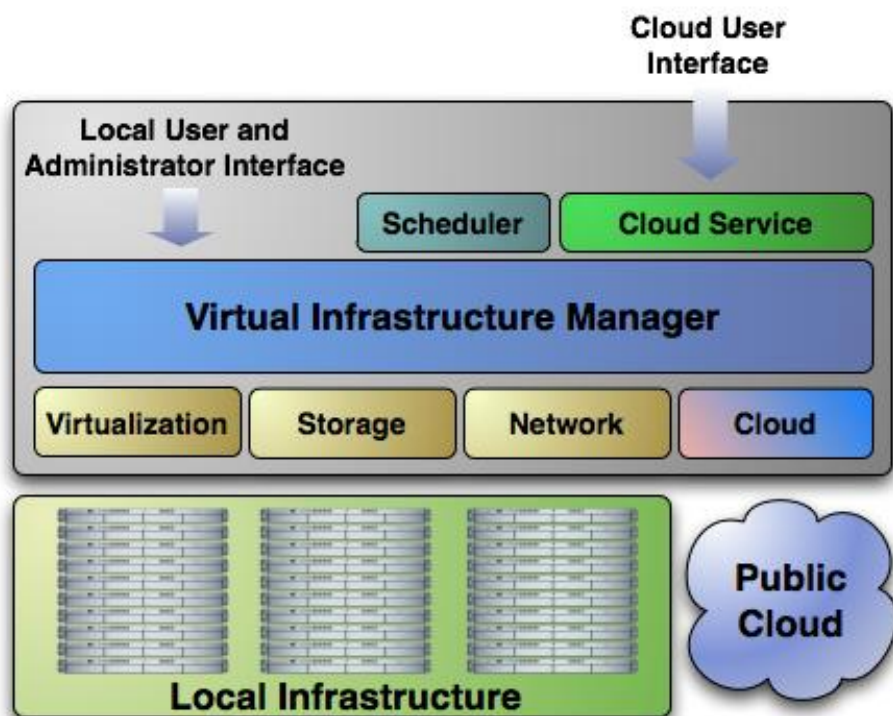 Cloud User
Interface
Local User and
Administrator Interface
Scheduler
Cloud Service
Virtual Infrastructure Manager
Virtualization
Storage
Network
Cloud
Public
Cloud
Local Infrastructure